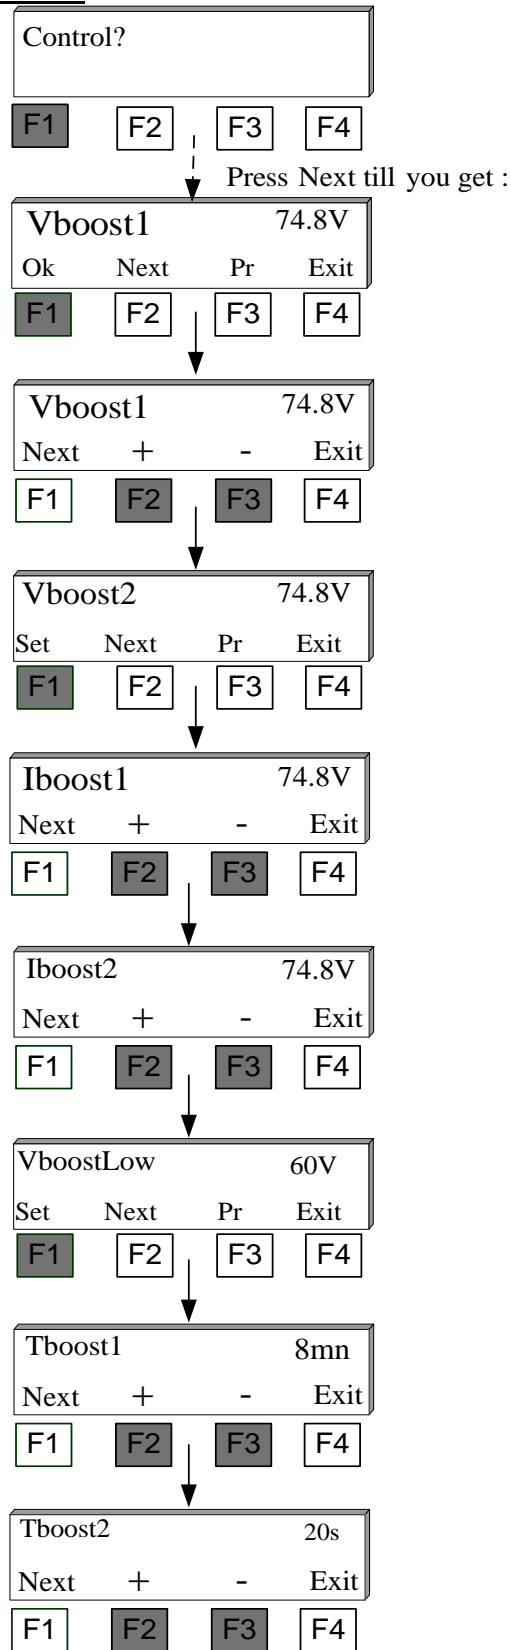 Control?
F1 F2 F3 F4
Press Next till you get :
Vboost1 74.8V
Ok Next Pr Exit
F1 F2 F3 F4
Vboost1 74.8V
Next + - Exit
F1 F2 F3 F4
Vboost2 74.8V
Set Next Pr Exit
F1 F2 F3 F4
Iboost1 74.8V
Next + - Exit
F1 F2 F3 F4
Iboost2 74.8V
Next + - Exit
F1 F2 F3 F4
VboostLow 60V
Set Next Pr Exit
F1 F2 F3 F4
Tboost1 8mn
Next + - Exit
F1 F2 F3 F4
Tboost2 20s
Next + - Exit
F1 F2 F3 F4